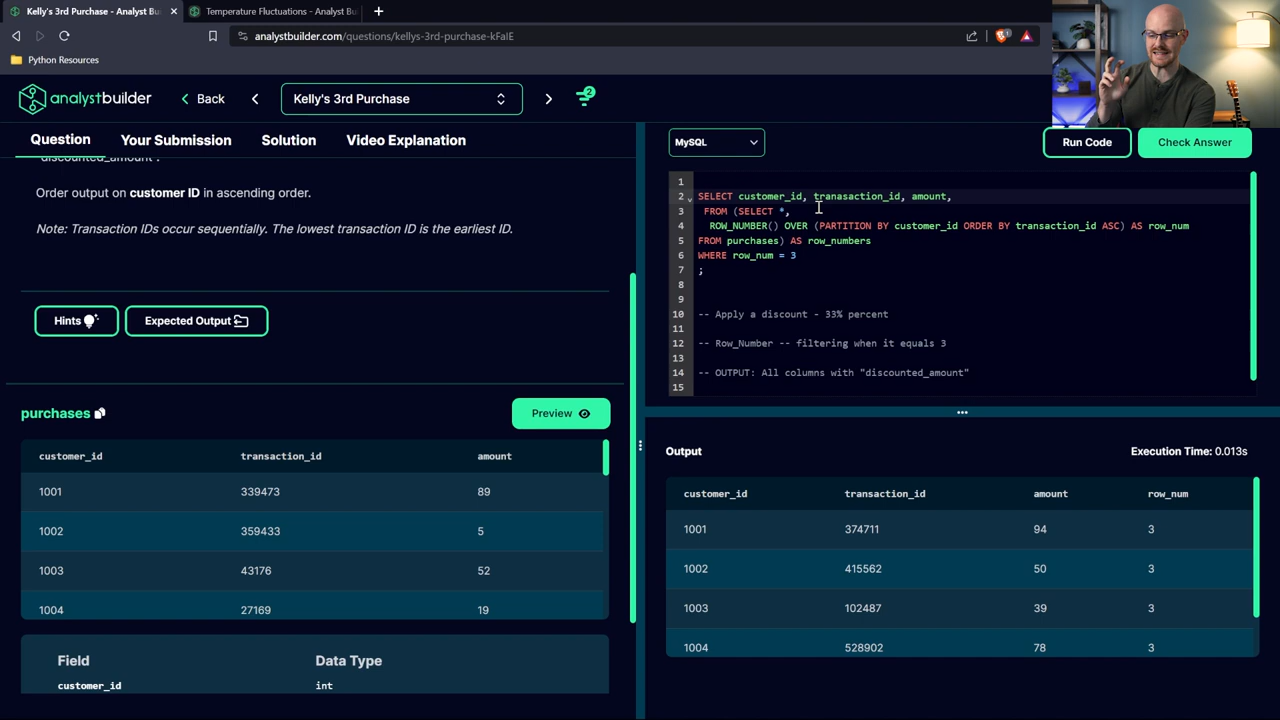 Kelly's 3rd Purchase - Analyst B
Temperature Fluctuations - Analyst Bu
analystbuilder.com/questions/kellys-3rd-purchase-kFaIE
1
Python Resources
analystbuilder
Back
Kelly's 3rd Purchase
2
Question
Your Submission
Solution
Video Explanation
"discounted_amount".
Order output on customer ID in ascending order.
Note: Transaction IDs occur sequentially. The lowest transaction ID is the earliest ID.
Hints
Expected Output
purchases
Preview
customer_id transaction_id amount
1001 339473 89
1002 359433 5
1003 43176 52
1004 27169 19
Field Data Type
customer_id int
MySQL
Run Code
Check Answer
1
2 SELECT customer_id, tranasaction_id, amount,
3 FROM (SELECT *,
4 ROW_NUMBER() OVER (PARTITION BY customer_id ORDER BY transaction_id ASC) AS row_num
5 FROM purchases) AS row_numbers
6 WHERE row_num = 3
7 ;
8
9
10 -- Apply a discount - 33% percent
11
12 -- Row_Number -- filtering when it equals 3
13
14 -- OUTPUT: All columns with "discounted_amount"
15
Output
Execution Time: 0.013s
customer_id transaction_id amount row_num
1001 374711 94 3
1002 415562 50 3
1003 102487 39 3
1004 528902 78 3